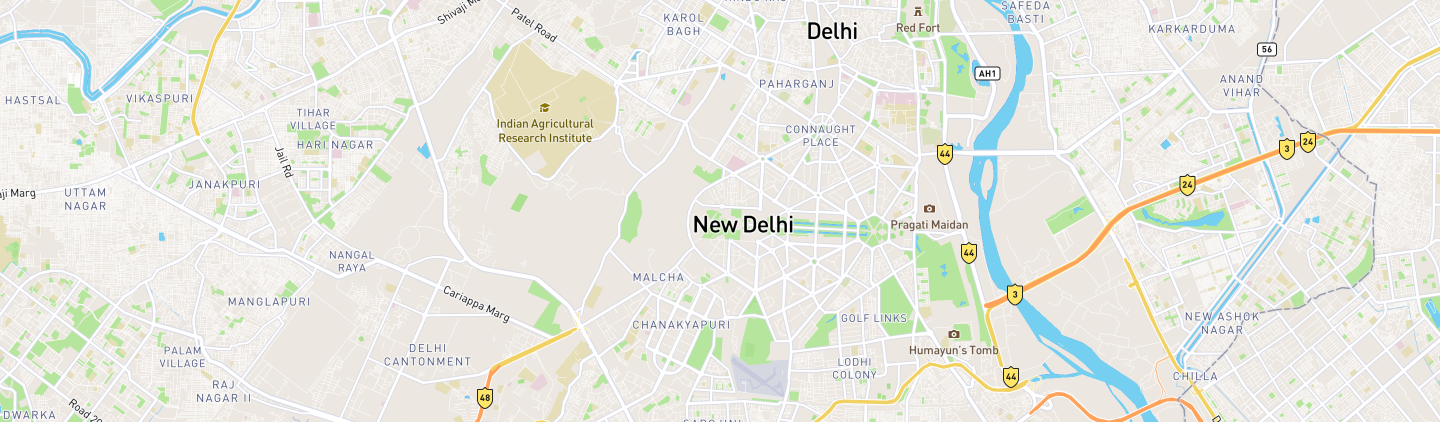 SAFEDA
BASTI
Shivaji
Patel Road
KAROL
BAGH
Delhi
Red Fort
KARKARDUMA
56
AH1
ANAND
VIHAR
PAHARGANJ
HASTSAL
VIKASPURI
TIHAR
VILLAGE
Indian Agricultural
Research Institute
CONNAUGHT
PLACE
HARI NAGAR
Jail Rd
44
3
24
JANAKPURI
24
Marg
UTTAM
NAGAR
Pragati Maidan
New Delhi
44
NANGAL
RAYA
MALCHA
Cariappa Marg
MANGLAPURI
3
CHANAKYAPURI
GOLF LINKS
NEW ASHOK
NAGAR
PALAM
VILLAGE
DELHI
CANTONMENT
Humayun's Tomb
LODHI
COLONY
44
CHILLA
RAJ
NAGAR II
48
DWARKA
Road